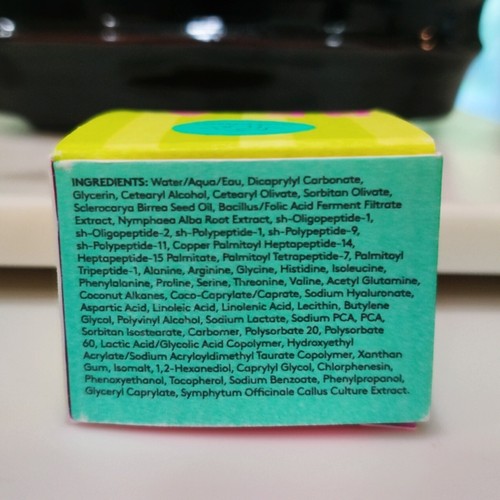 INGREDIENTS: Water/Aqua/Eau, Dicaprylyl Carbonate,
Glycerin, Cetearyl Alcohol, Cetearyl Olivate, Sorbitan Olivate,
Sclerocarya Birrea Seed Oil, Bacillus/Folic Acid Ferment Filtrate
Extract, Nymphaea Alba Root Extract, sh-Oligopeptide-1,
sh-Oligopeptide-2, sh-Polypeptide-1, sh-Polypeptide-9,
sh-Polypeptide-11, Copper Palmitoyl Heptapeptide-14,
Heptapeptide-15 Palmitate, Palmitoyl Tetrapeptide-7, Palmitoyl
Tripeptide-1, Alanine, Arginine, Glycine, Histidine, Isoleucine,
Phenylalanine, Proline, Serine, Threonine, Valine, Acetyl Glutamine,
Coconut Alkanes, Coco-Caprylate/Caprate, Sodium Hyaluronate,
Aspartic Acid, Linoleic Acid, Linolenic Acid, Lecithin, Butylene
Glycol, Polyvinyl Alcohol, Sodium Lactate, Sodium PCA, PCA,
Sorbitan Isostearate, Carbomer, Polysorbate 20, Polysorbate
60, Lactic Acid/Glycolic Acid Copolymer, Hydroxyethyl
Acrylate/Sodium Acryloyldimethyl Taurate Copolymer, Xanthan
Gum, Isomalt, 1,2-Hexanediol, Caprylyl Glycol, Chlorphenesin,
Phenoxyethanol, Tocopherol, Sodium Benzoate, Phenylpropanol,
Glyceryl Caprylate, Symphytum Officinale Callus Culture Extract.